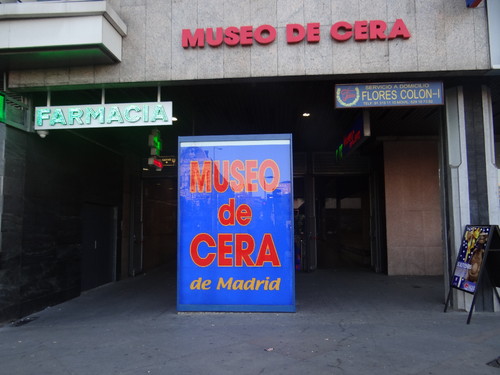 MUSEO DE CERA
FARMACIA
SERVICIO A DOMICILIO
FLORES COLON-I
MUSEO
de
CERA
de Madrid